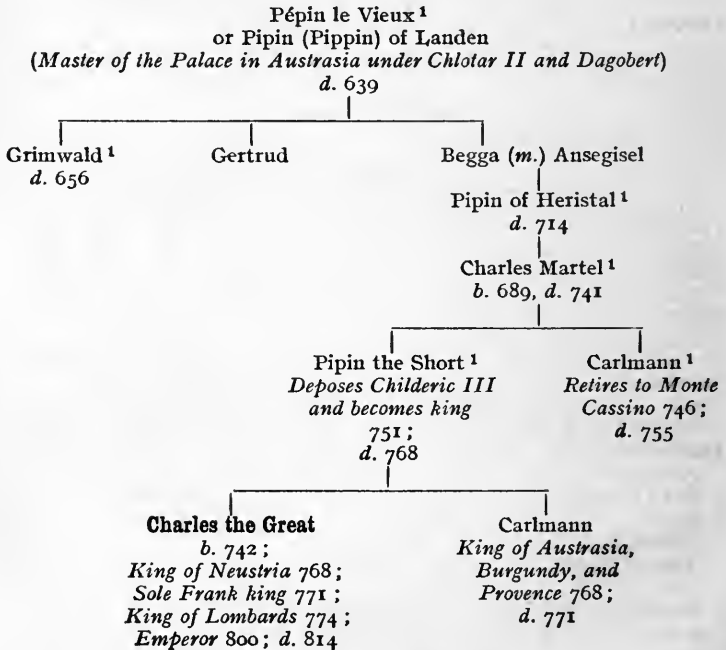 Pépin le Vieux ¹
or Pipin (Pippin) of Landen
(Master of the Palace in Austrasia under Chlotar II and Dagobert)
d. 639
Grimwald ¹
d. 656
Gertrud
Begga (m.) Ansegisel
Pipin of Heristal ¹
d. 714
Charles Martel ¹
b. 689, d. 741
Pipin the Short ¹
Deposes Childeric III
and becomes king
751 ;
d. 768
Carlmann ¹
Retires to Monte
Cassino 746 ;
d. 755
Charles the Great
b. 742 ;
King of Neustria 768 ;
Sole Frank king 771 ;
King of Lombards 774 ;
Emperor 800 ; d. 814
Carlmann
King of Austrasia,
Burgundy, and
Provence 768 ;
d. 771